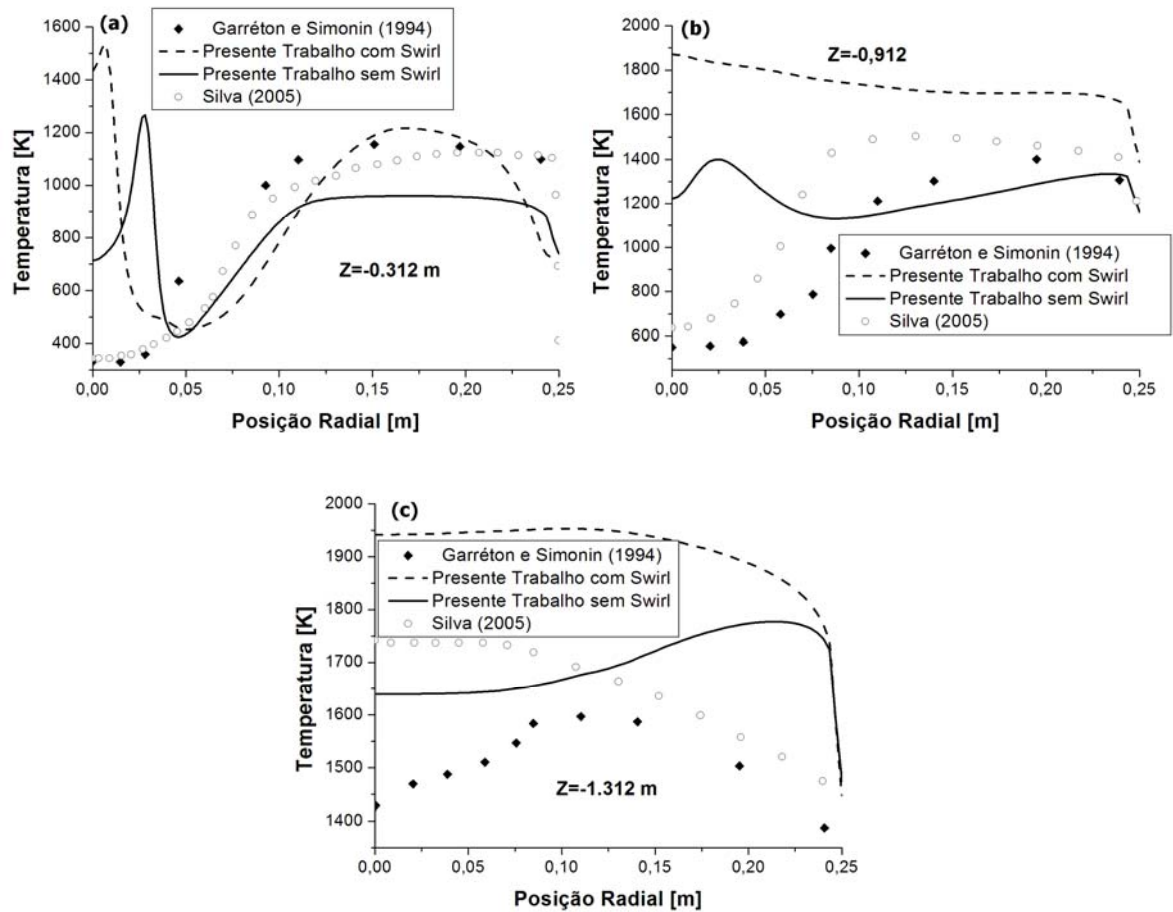 (a)
Garréton e Simonin (1994)
Presente Trabalho com Swirl
Presente Trabalho sem Swirl
Silva (2005)
Z=-0.312 m
Temperatura [K]
1600
1400
1200
1000
800
600
400
0,00
0,05
0,10
0,15
0,20
0,25
Posição Radial [m]
(b)
Z=-0,912
Garréton e Simonin (1994)
Presente Trabalho com Swirl
Presente Trabalho sem Swirl
Silva (2005)
Temperatura [K]
2000
1800
1600
1400
1200
1000
800
600
0,00
0,05
0,10
0,15
0,20
0,25
Posição Radial [m]
(c)
Garréton e Simonin (1994)
Presente Trabalho com Swirl
Presente Trabalho sem Swirl
Silva (2005)
Z=-1.312 m
Temperatura [K]
2000
1900
1800
1700
1600
1500
1400
0,00
0,05
0,10
0,15
0,20
0,25
Posição Radial [m]